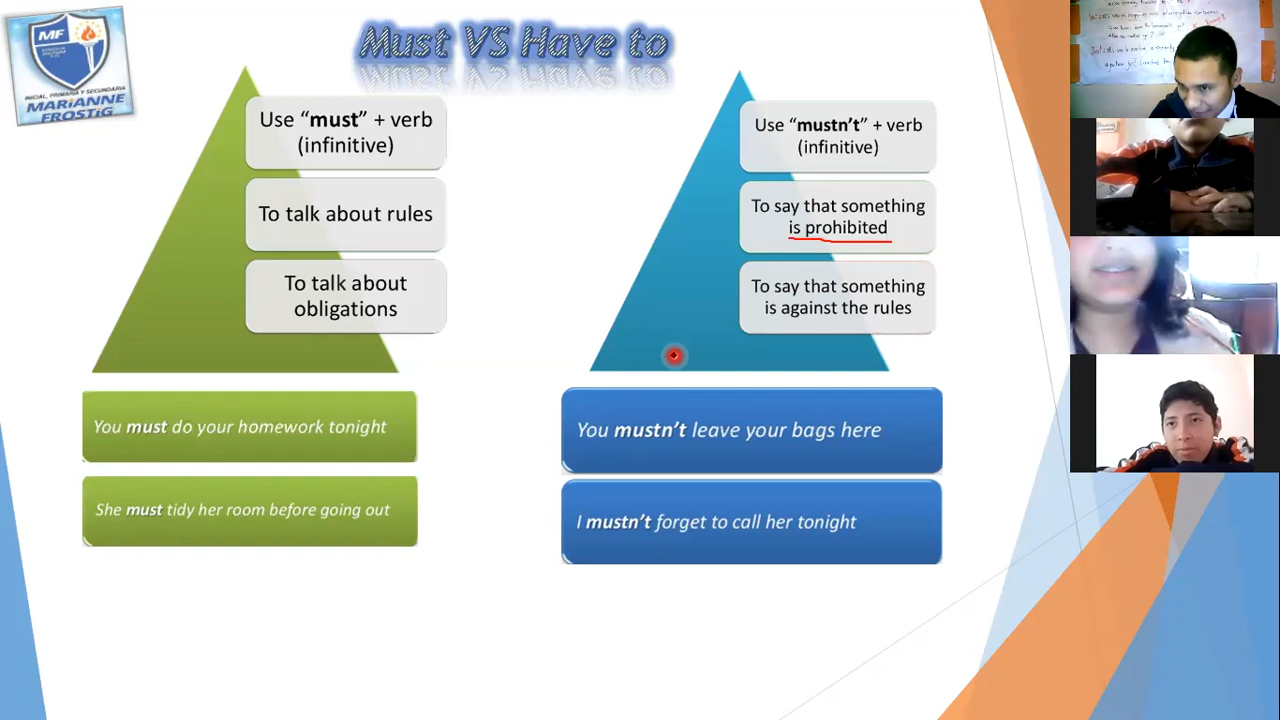 Must VS Have to
MF
INICIAL, PRIMARIA Y SECUNDARIA
MARIANNE
FROSTIG
Use “must” + verb
(infinitive)
To talk about rules
To talk about
obligations
You must do your homework tonight
She must tidy her room before going out
Use “mustn’t” + verb
(infinitive)
To say that something
is prohibited
To say that something
is against the rules
You mustn’t leave your bags here
I mustn’t forget to call her tonight